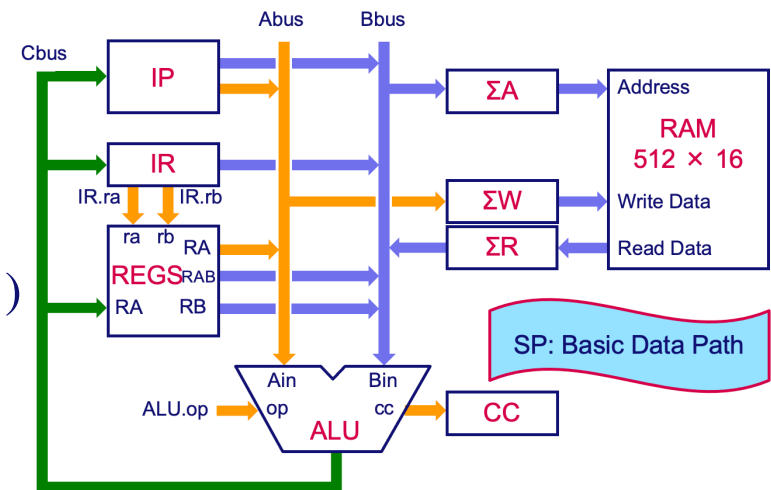 Abus
Bbus
Cbus
IP
ΣA
Address
RAM
512 × 16
IR
IR.ra
IR.rb
ΣW
Write Data
ra
rb
RA
ΣR
Read Data
REGS
RAB
)
RA
RB
SP: Basic Data Path
Ain
Bin
ALU.op
op
cc
CC
ALU